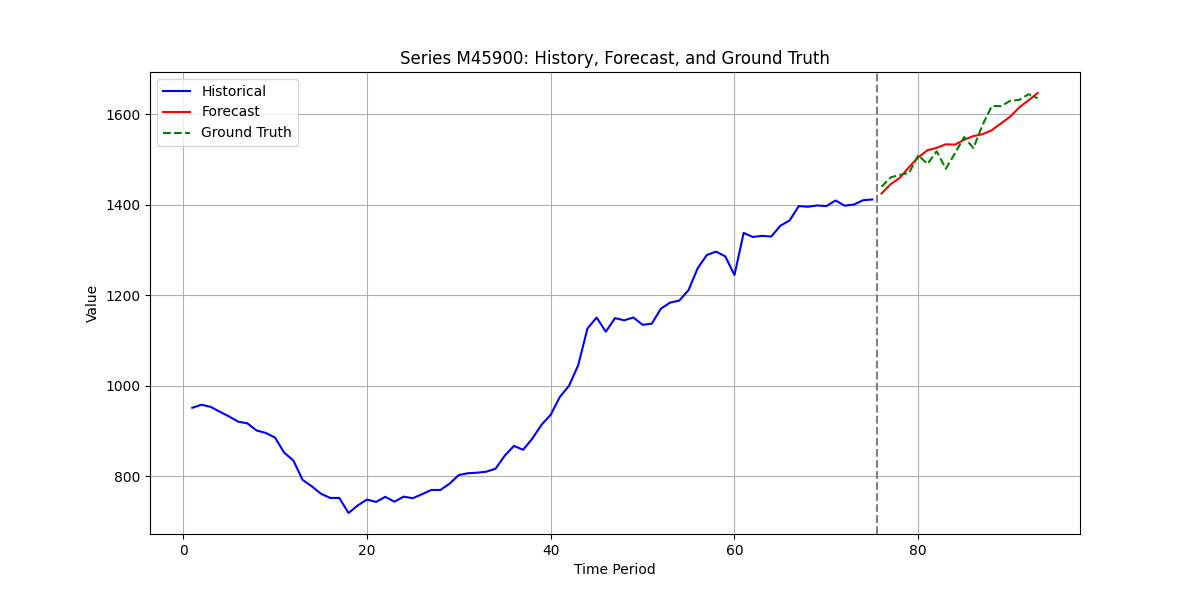 Series M45900: History, Forecast, and Ground Truth
Historical
Forecast
Ground Truth
1600
1400
1200
1000
800
Value
0 20 40 60 80
Time Period